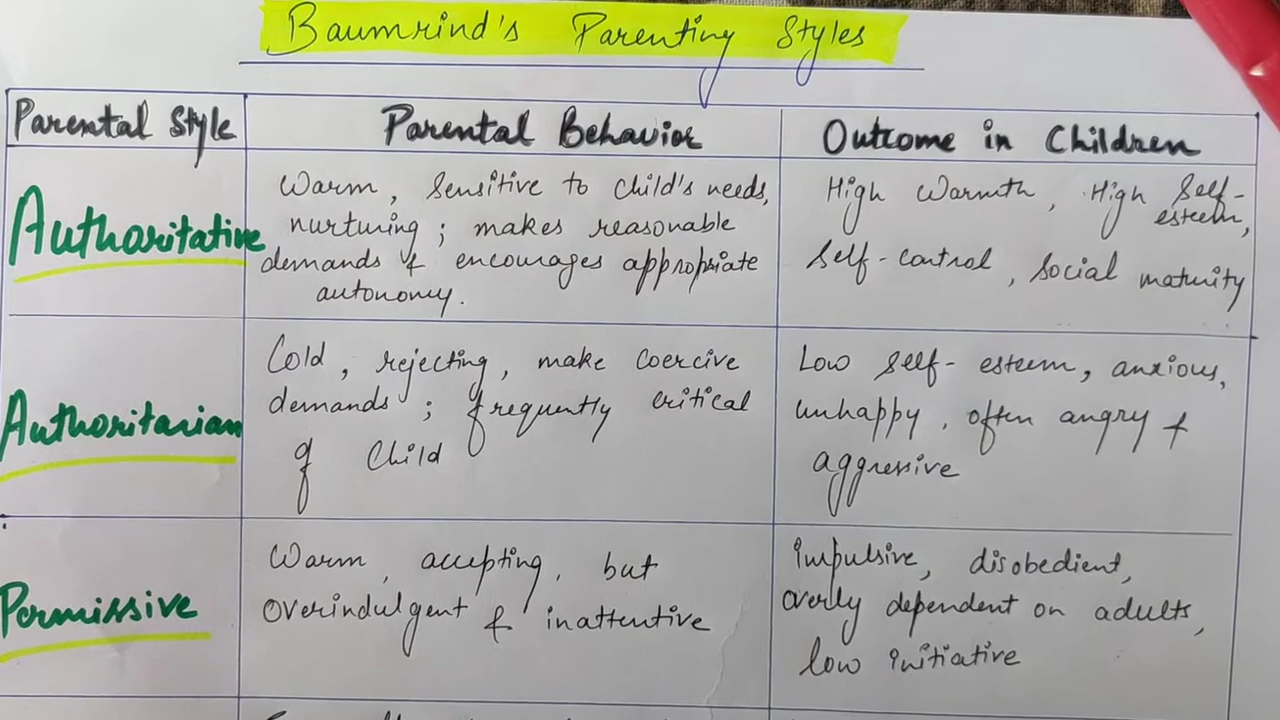 Baumrind's Parenting Styles
Parental Style
Parental Behavior
Outcome in Children
Authoritative
Warm, Sensitive to child's needs,
nurturing; makes reasonable
demands & encourages appropriate
autonomy.
High Warmth, High Self-
esteem,
Self-control, Social maturity
Authoritarian
Cold, rejecting, make coercive
demands; frequently critical
of Child
Low Self-esteem, anxious,
unhappy, often angry &
aggressive
Permissive
Warm, accepting, but
overindulgent & inattentive
Impulsive, disobedient,
overly dependent on adults,
low initiative